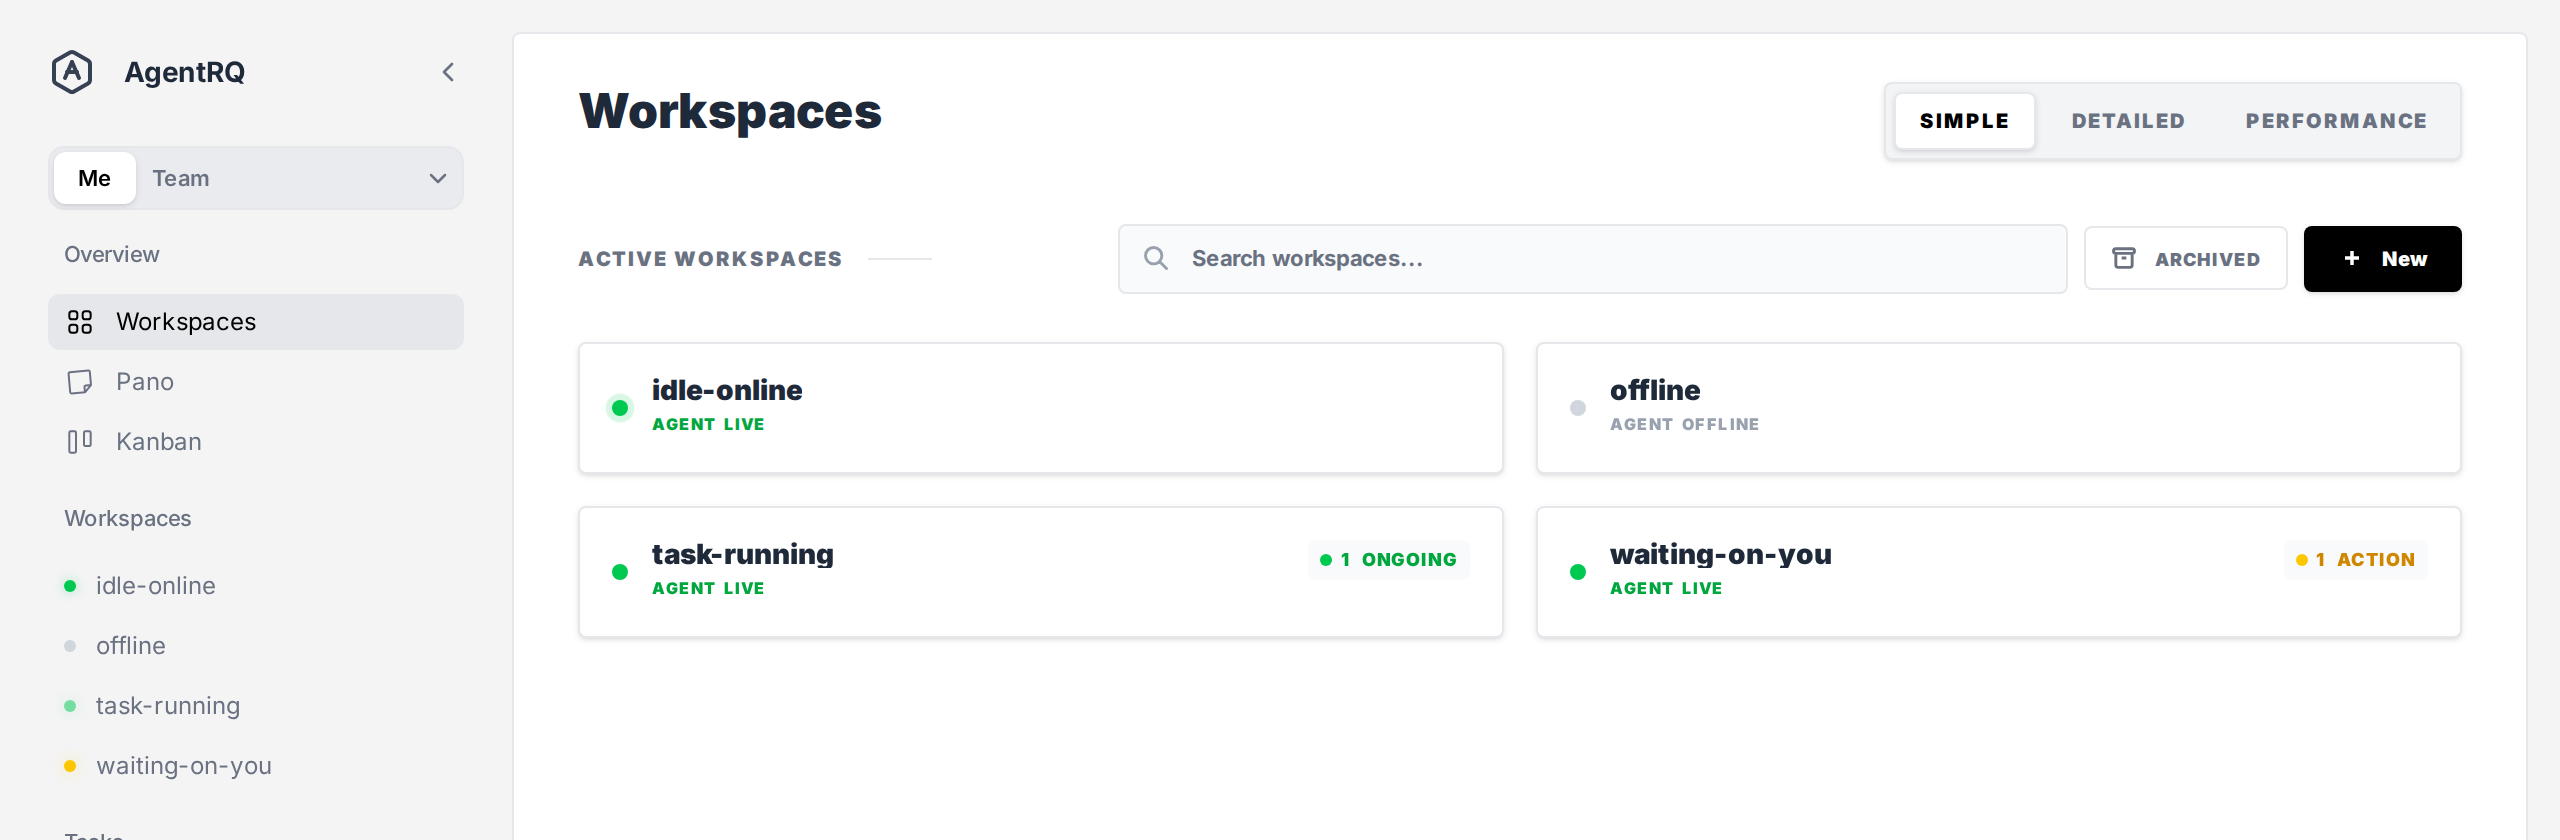 AgentRQ
Me Team
Overview
Workspaces
Pano
Kanban
Workspaces
idle-online
offline
task-running
waiting-on-you
Tasks
Workspaces
SIMPLE DETAILED PERFORMANCE
ACTIVE WORKSPACES
Search workspaces...
ARCHIVED
+ New
idle-online
AGENT LIVE
offline
AGENT OFFLINE
task-running
AGENT LIVE
1 ONGOING
waiting-on-you
AGENT LIVE
1 ACTION